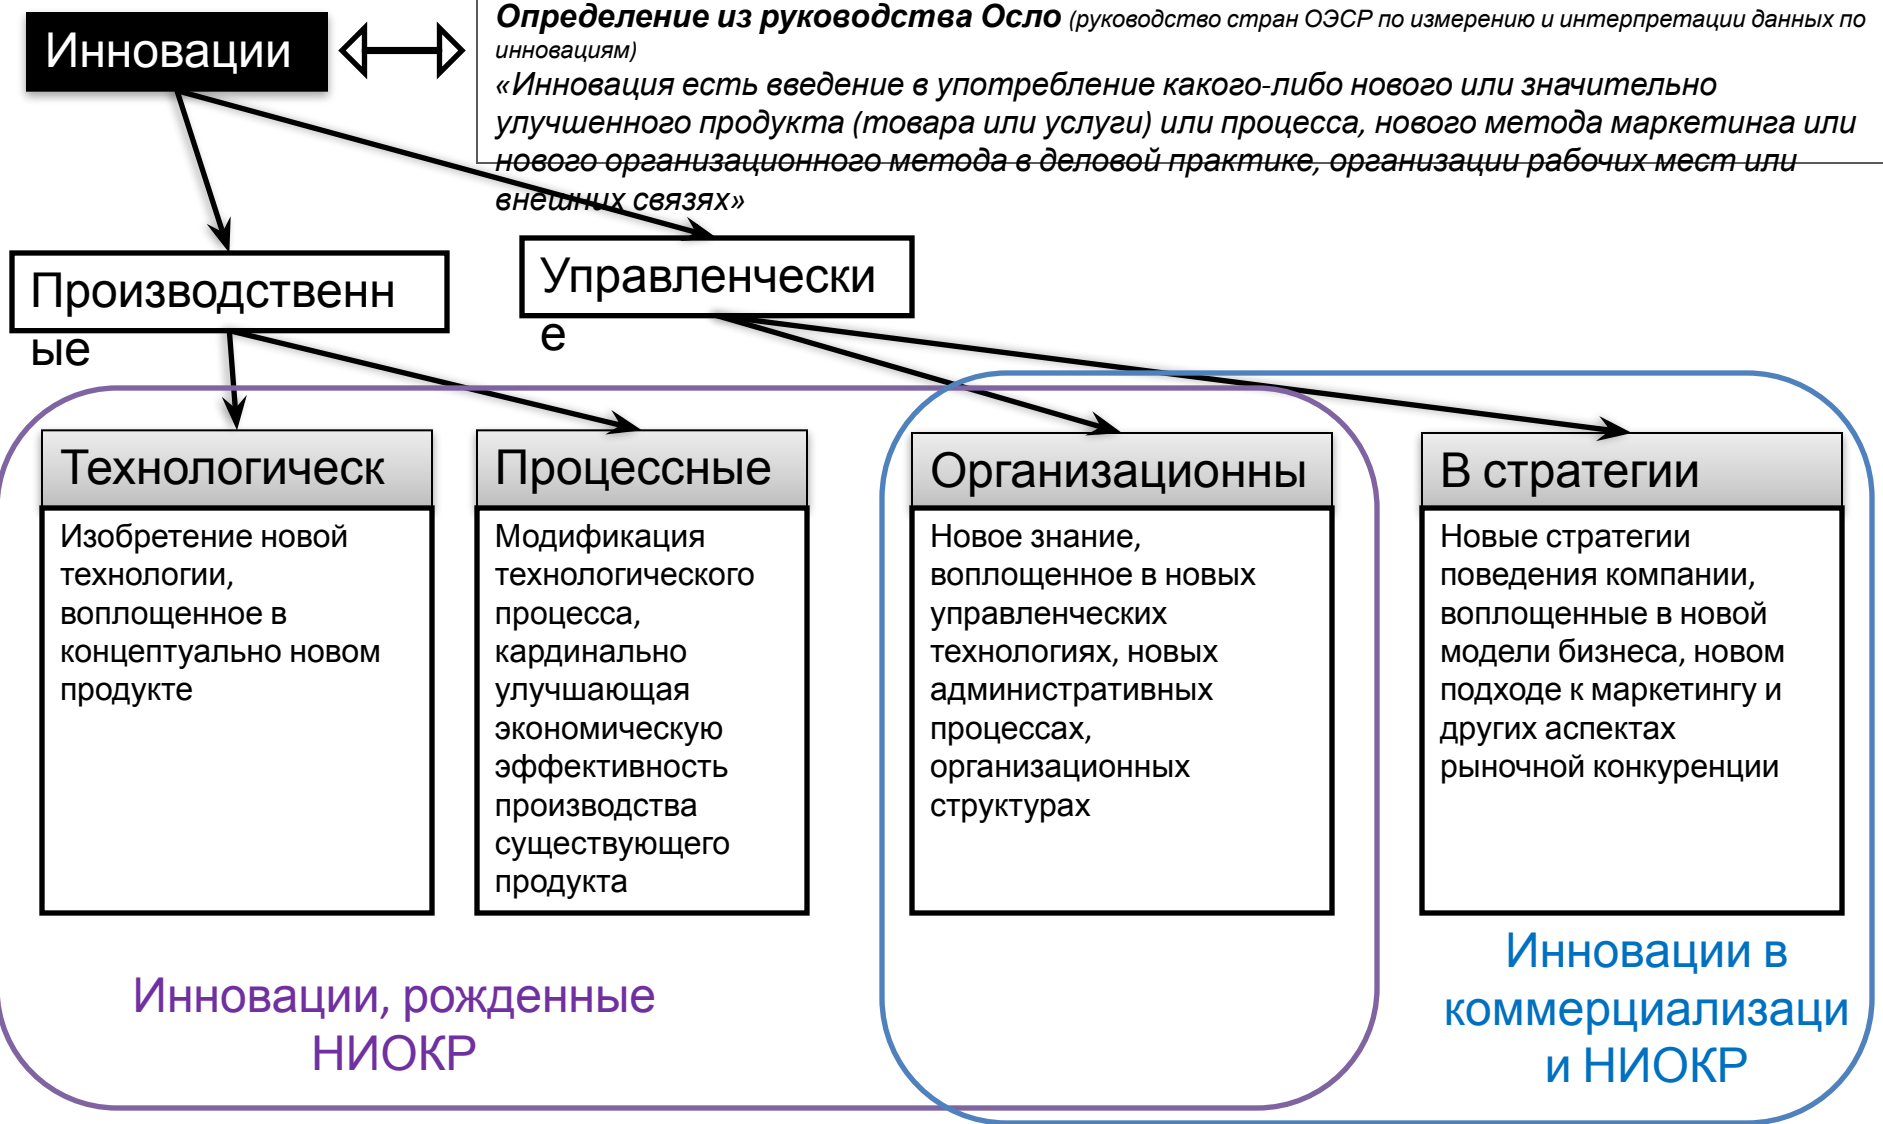 Инновации
Определение из руководства Осло (руководство стран ОЭСР по измерению и интерпретации данных по
инновациям)
«Инновация есть введение в употребление какого-либо нового или значительно
улучшенного продукта (товара или услуги) или процесса, нового метода маркетинга или
нового организационного метода в деловой практике, организации рабочих мест или
внешних связях»
Производственн
ые
Управленчески
е
Технологическ
Изобретение новой
технологии,
воплощенное в
концептуально новом
продукте
Процессные
Модификация
технологического
процесса,
кардинально
улучшающая
экономическую
эффективность
производства
существующего
продукта
Организационны
Новое знание,
воплощенное в новых
управленческих
технологиях, новых
административных
процессах,
организационных
структурах
В стратегии
Новые стратегии
поведения компании,
воплощенные в новой
модели бизнеса, новом
подходе к маркетингу и
других аспектах
рыночной конкуренции
Инновации, рожденные
НИОКР
Инновации в
коммерциализаци
и НИОКР